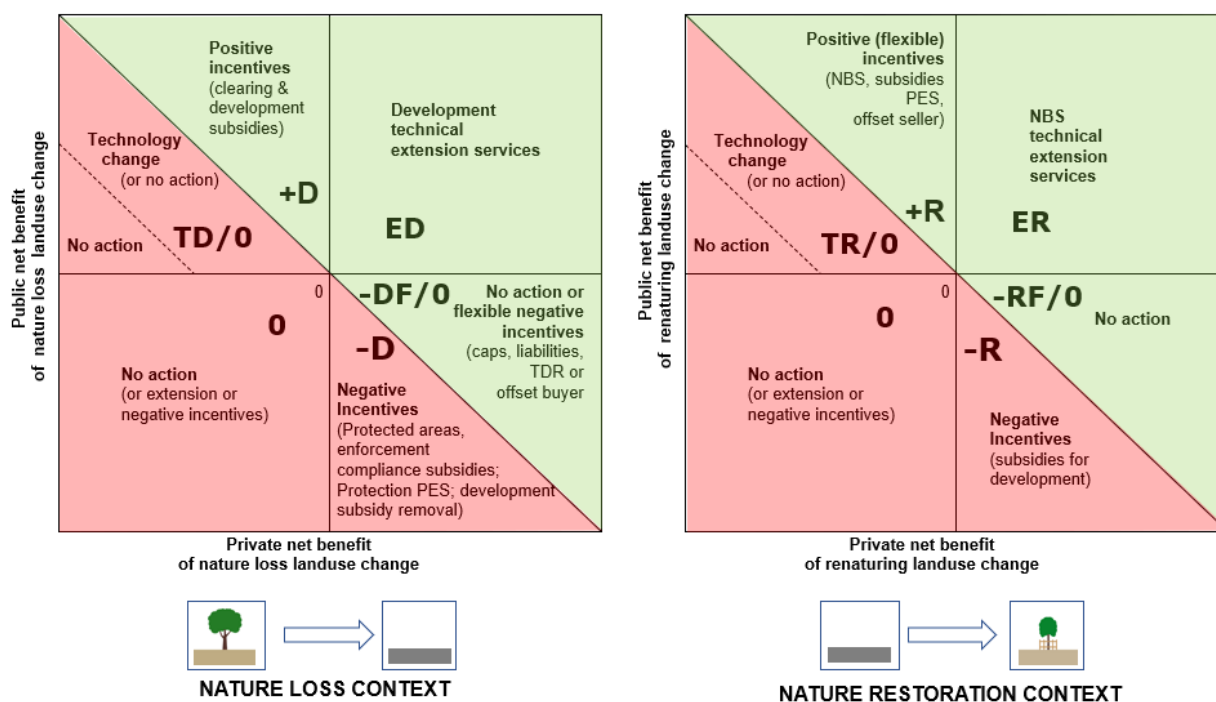 Public net benefit
of nature loss  landuse change
Positive
incentives
(clearing &
development
subsidies)
Development
technical
extension services
Technology
change
(or no action)
+D
TD/0
ED
No action
0
-DF/0
No action or
flexible negative
incentives
(caps, liabilities,
TDR or
offset buyer
0
-D
No action
(or extension or
negative incentives)
Negative
Incentives
(Protected areas,
enforcement
compliance subsidies;
Protection PES; development
subsidy removal)
Private net benefit
of nature loss landuse change
NATURE LOSS CONTEXT
Public net benefit
of renaturing landuse change
Positive (flexible)
incentives
(NBS, subsidies
PES,
offset seller)
NBS
technical
extension
services
Technology
change
(or no action)
+R
TR/0
ER
No action
0
-RF/0
No action
0
-R
No action
(or extension or
negative incentives)
Negative
Incentives
(subsidies for
development)
Private net benefit
of renaturing landuse change
NATURE RESTORATION CONTEXT